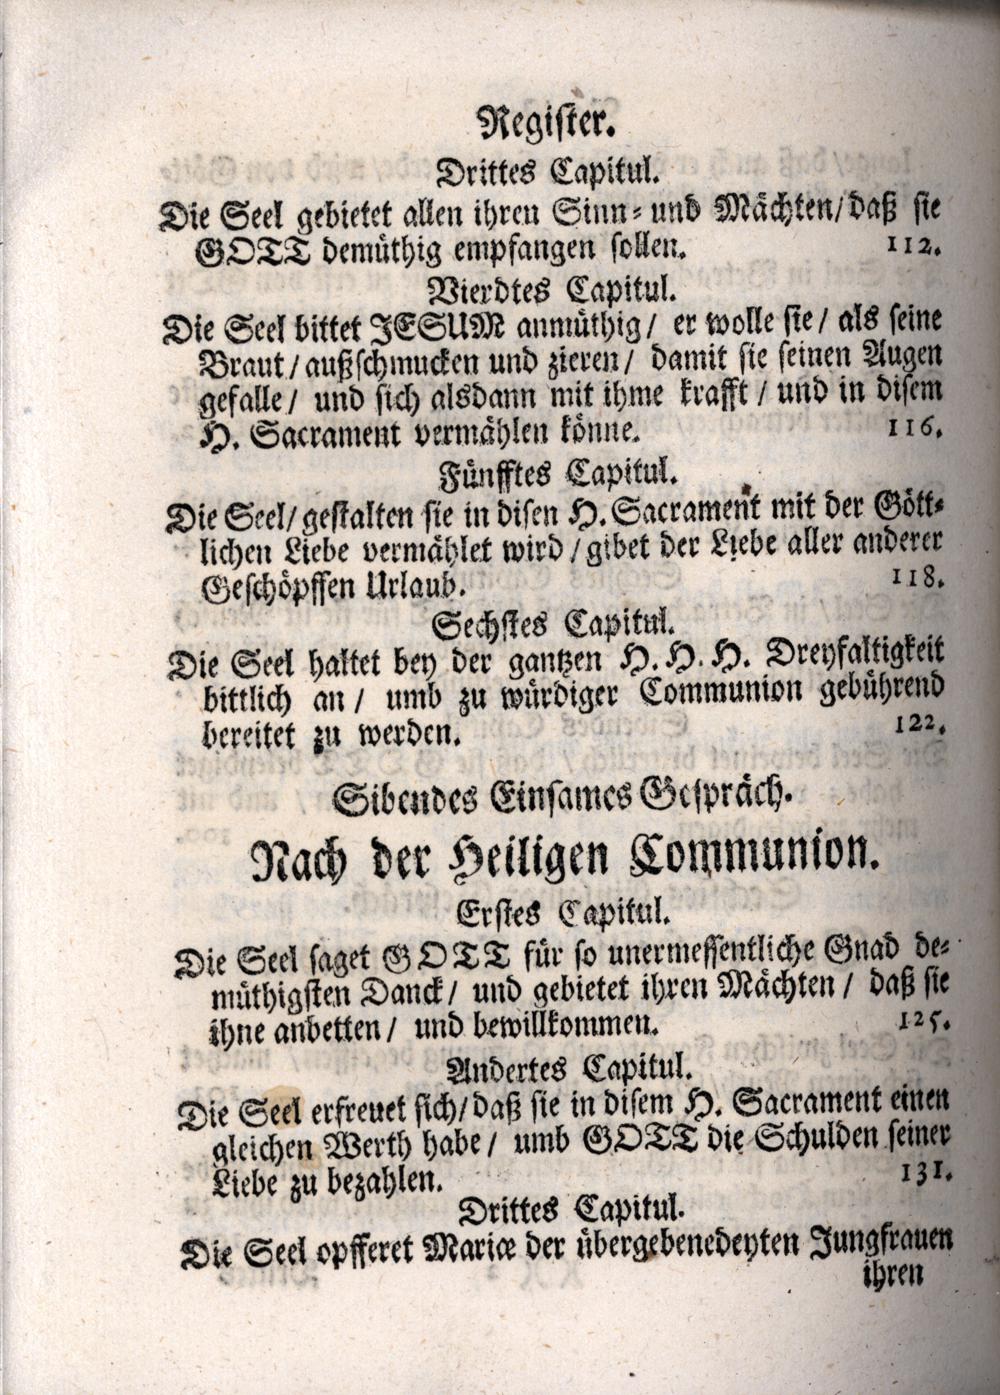 Register.
Drittes Capitul.
Die Seel gebietet allen ihren Sinn- und Mächten/ daß sie
GOTT demüthig empfangen sollen. 112.
Vierdtes Capitul.
Die Seel bittet JESUM anmüthig/ er wolle sie/ als seine
Braut/ außschmucken und zieren/ damit sie seinen Augen
gefalle/ und sich alsdann mit ihme krafft/ und in disem
H. Sacrament vermählen könne. 116.
Fünfftes Capitul.
Die Seel/ gestalten sie in disen H. Sacrament mit der Gött-
lichen Liebe vermählet wird/ gibet der Liebe aller anderer
Geschöpffen Urlaub. 118.
Sechstes Capitul.
Die Seel haltet bey der gantzen H. H. H. Dreyfaltigkeit
bittlich an/ umb zu würdiger Communion gebührend
bereitet zu werden. 122.
Sibendes Einsames Gespräch.
Nach der Heiligen Communion.
Erstes Capitul.
Die Seel saget GOTT für so unermessentliche Gnad de-
müthigsten Danck/ und gebietet ihren Mächten/ daß sie
ihne anbetten/ und bewillkommen. 125.
Andertes Capitul.
Die Seel erfreuet sich/ daß sie in disem H. Sacrament einen
gleichen Werth habe/ umb GOTT die Schulden seiner
Liebe zu bezahlen. 131.
Drittes Capitul.
Die Seel opfferet Mariæ der übergebenedeyten Jungfrauen
ihren